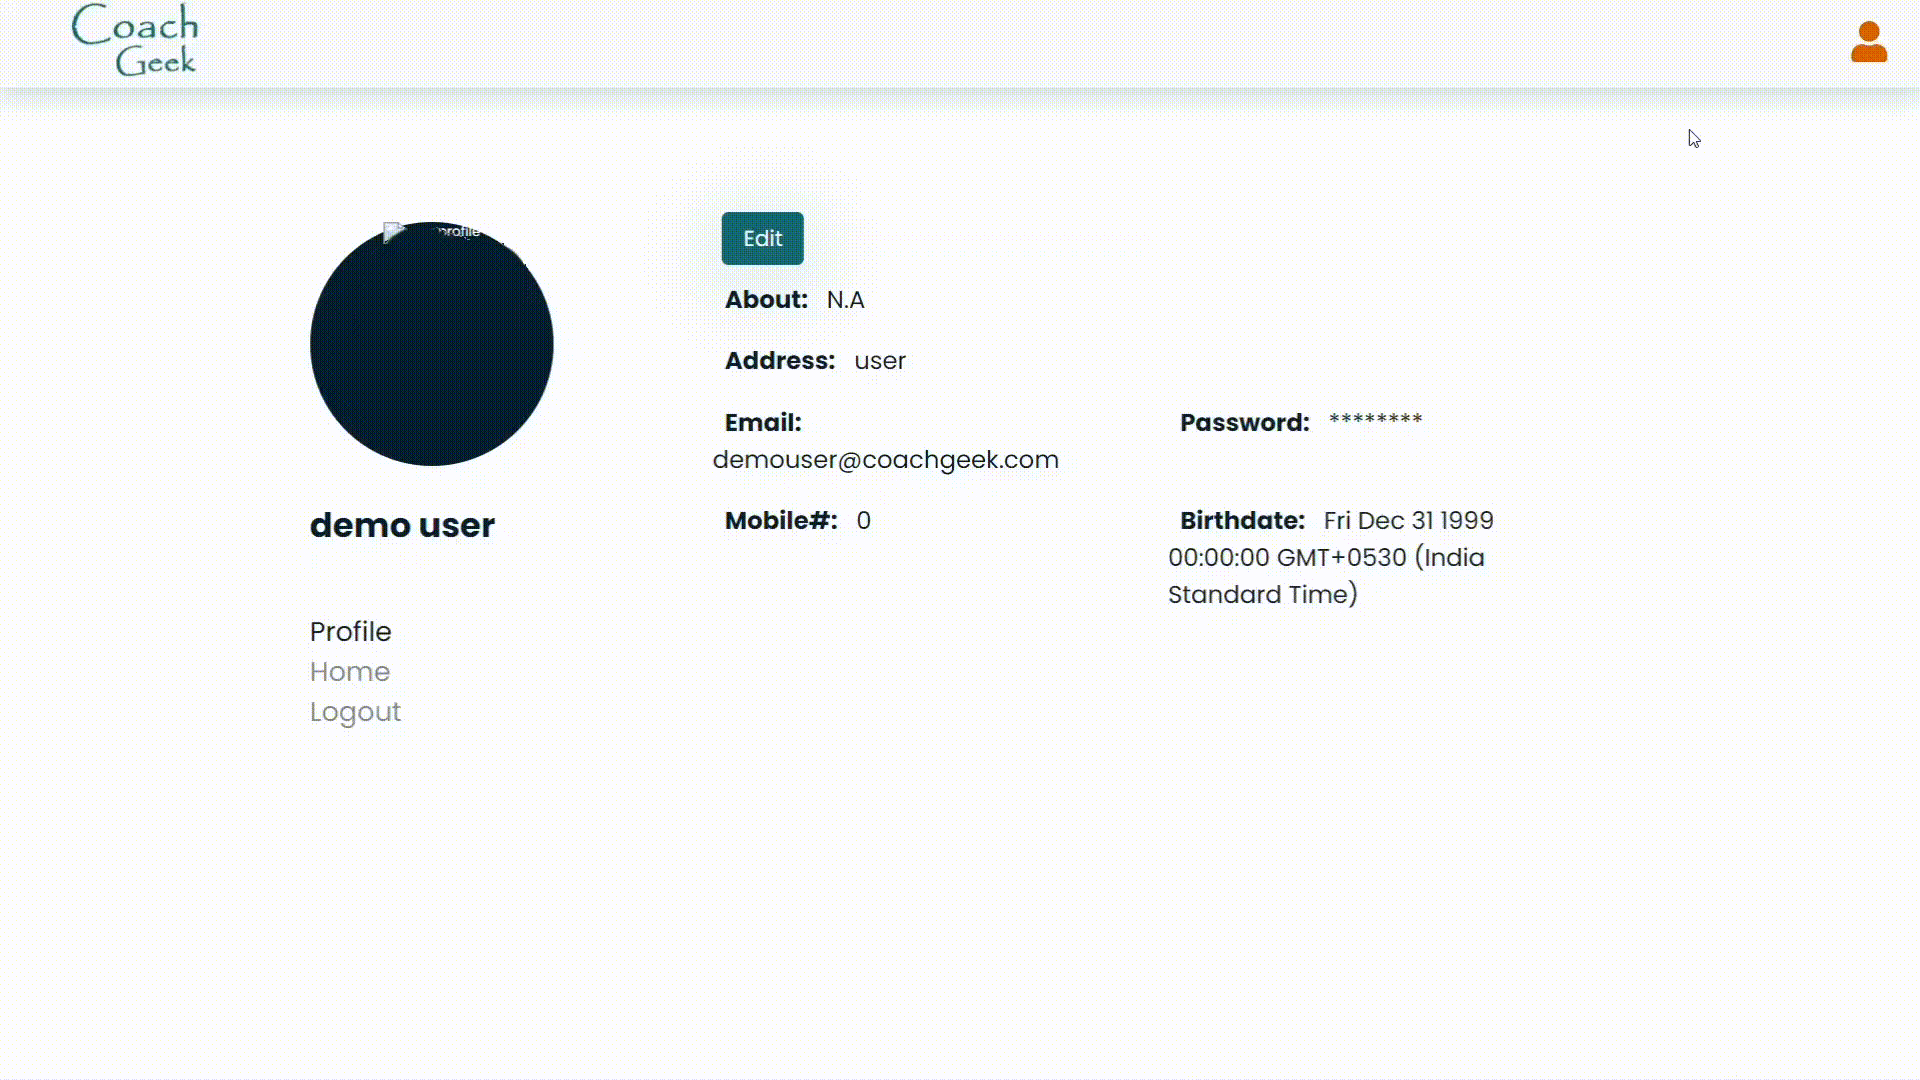 Coach
Geek
profile
Edit
About: N.A
Address: user
Email:
demouser@coachgeek.com
Password: ********
Mobile#: 0
Birthdate: Fri Dec 31 1999
00:00:00 GMT+0530 (India
Standard Time)
demo user
Profile
Home
Logout